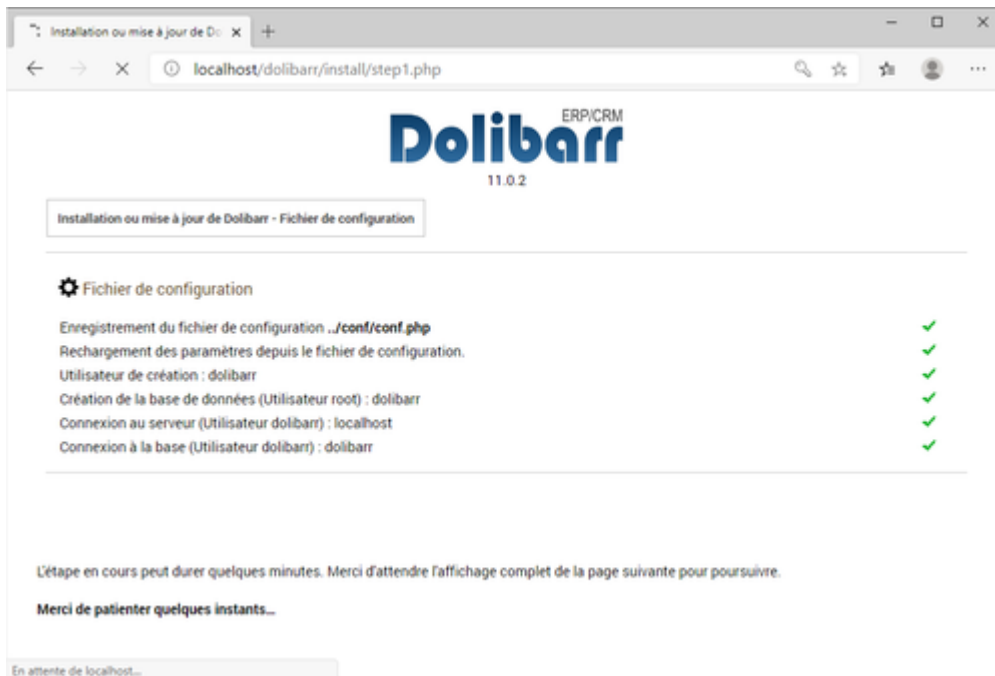 Installation ou mise à jour de Do
localhost/dolibarr/install/step1.php
ERP/CRM
Dolibarr
11.0.2
Installation ou mise à jour de Dolibarr - Fichier de configuration
Fichier de configuration
Enregistrement du fichier de configuration ../conf/conf.php
Rechargement des paramètres depuis le fichier de configuration.
Utilisateur de création : dolibarr
Création de la base de données (Utilisateur root) : dolibarr
Connexion au serveur (Utilisateur dolibarr) : localhost
Connexion à la base (Utilisateur dolibarr) : dolibarr
L'étape en cours peut durer quelques minutes. Merci d'attendre l'affichage complet de la page suivante pour poursuivre.
Merci de patienter quelques instants...
En attente de localhost...